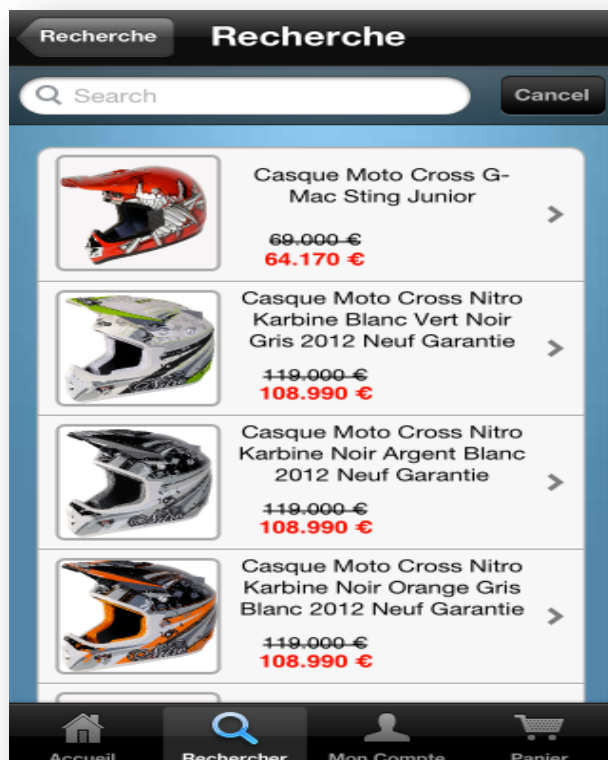 Recherche
Recherche
Search
Cancel
Casque Moto Cross G-
Mac Sting Junior
69.000 €
64.170 €
Casque Moto Cross Nitro
Karbine Blanc Vert Noir
Gris 2012 Neuf Garantie
119.000 €
108.990 €
Casque Moto Cross Nitro
Karbine Noir Argent Blanc
2012 Neuf Garantie
119.000 €
108.990 €
Casque Moto Cross Nitro
Karbine Noir Orange Gris
Blanc 2012 Neuf Garantie
119.000 €
108.990 €
Accueil
Rechercher
Mon Compte
Panier